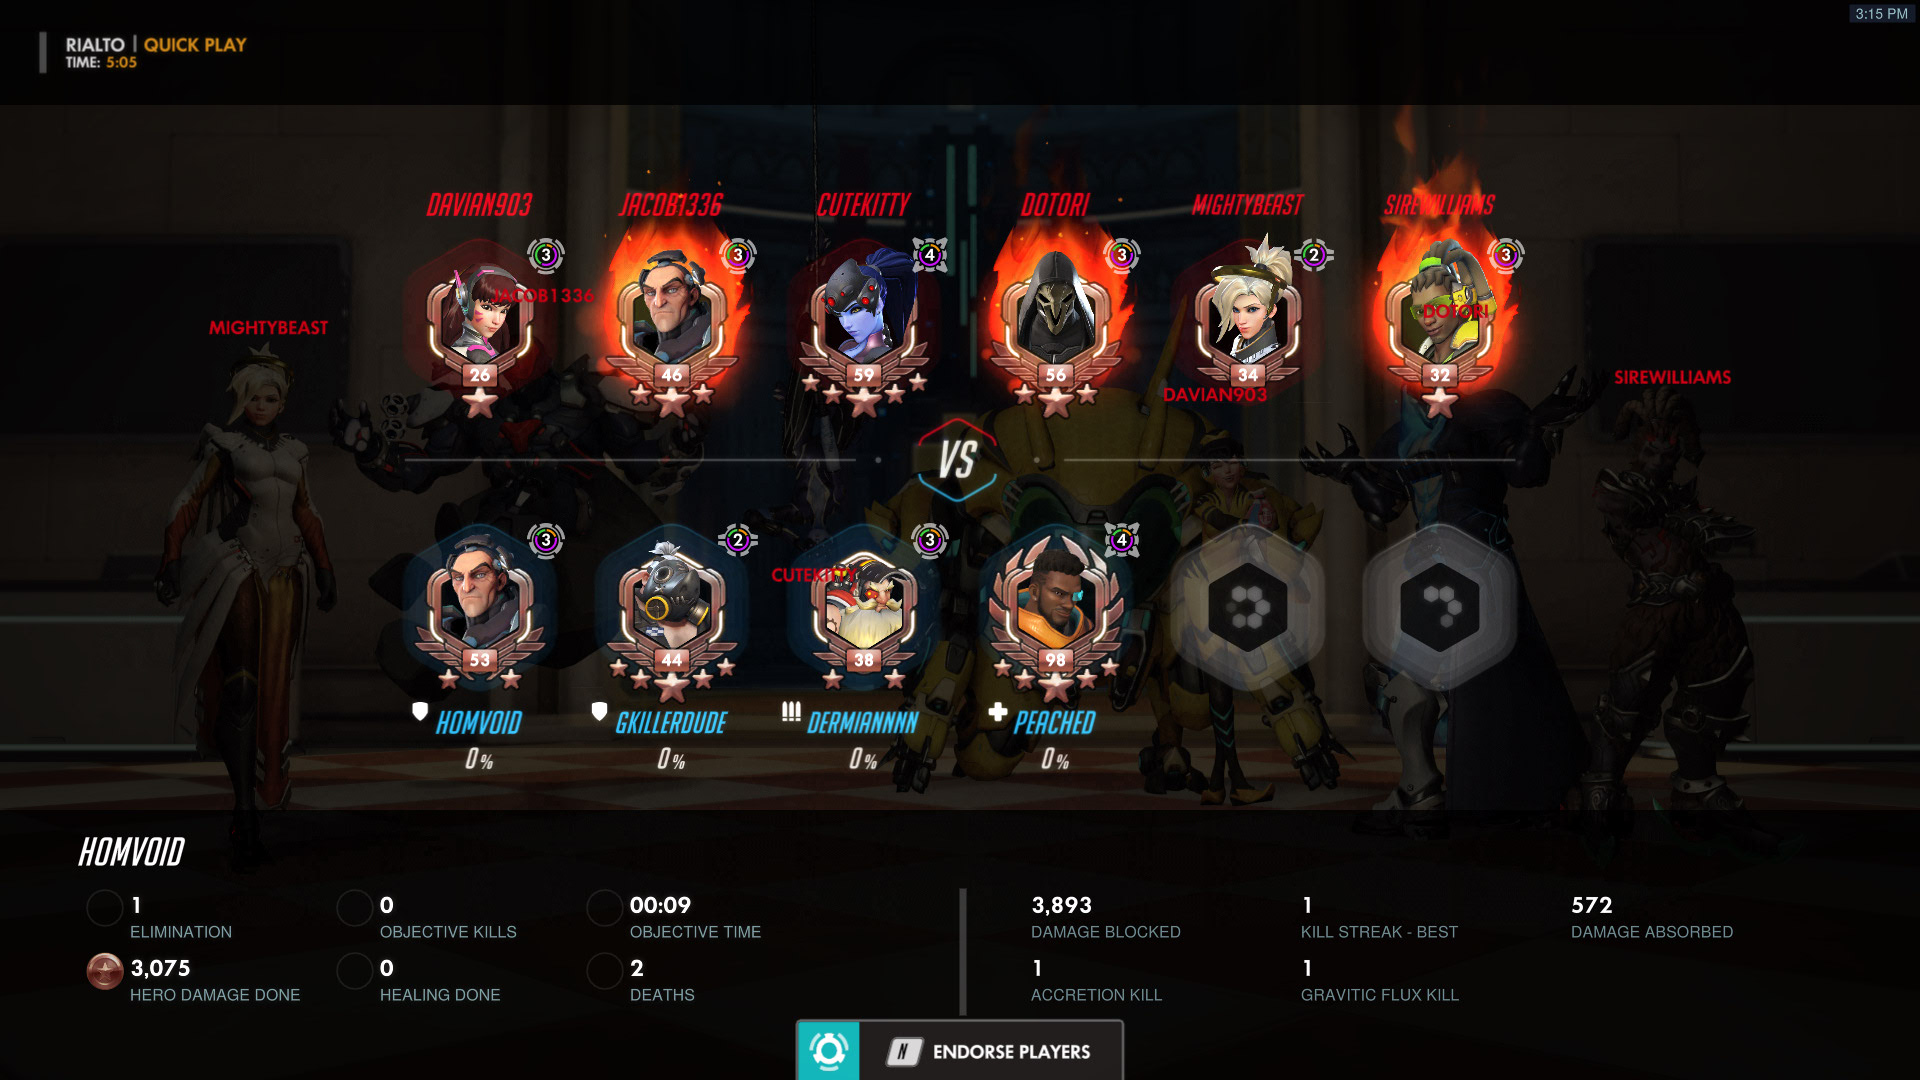 3:15 PM
RIALTO | QUICK PLAY
TIME: 5:05
DAVIAN903 JACOB1336 CUTEKITTY DOTORI MIGHTYBEAST SIREWILLIAMS
3 3 4 3 2 3
JACOB1336
DOTORI
MIGHTYBEAST
26 46 59 56 34 32
SIREWILLIAMS
DAVIAN903
VS
3 2 3 4
CUTEKITTY
53 44 38 98
HOMVOID GKILLERDUDE DERMIANNNN PEACHED
0% 0% 0% 0%
HOMVOID
1 0 00:09 3,893 1 572
ELIMINATION OBJECTIVE KILLS OBJECTIVE TIME DAMAGE BLOCKED KILL STREAK - BEST DAMAGE ABSORBED
3,075 0 2 1 1
HERO DAMAGE DONE HEALING DONE DEATHS ACCRETION KILL GRAVITIC FLUX KILL
N ENDORSE PLAYERS